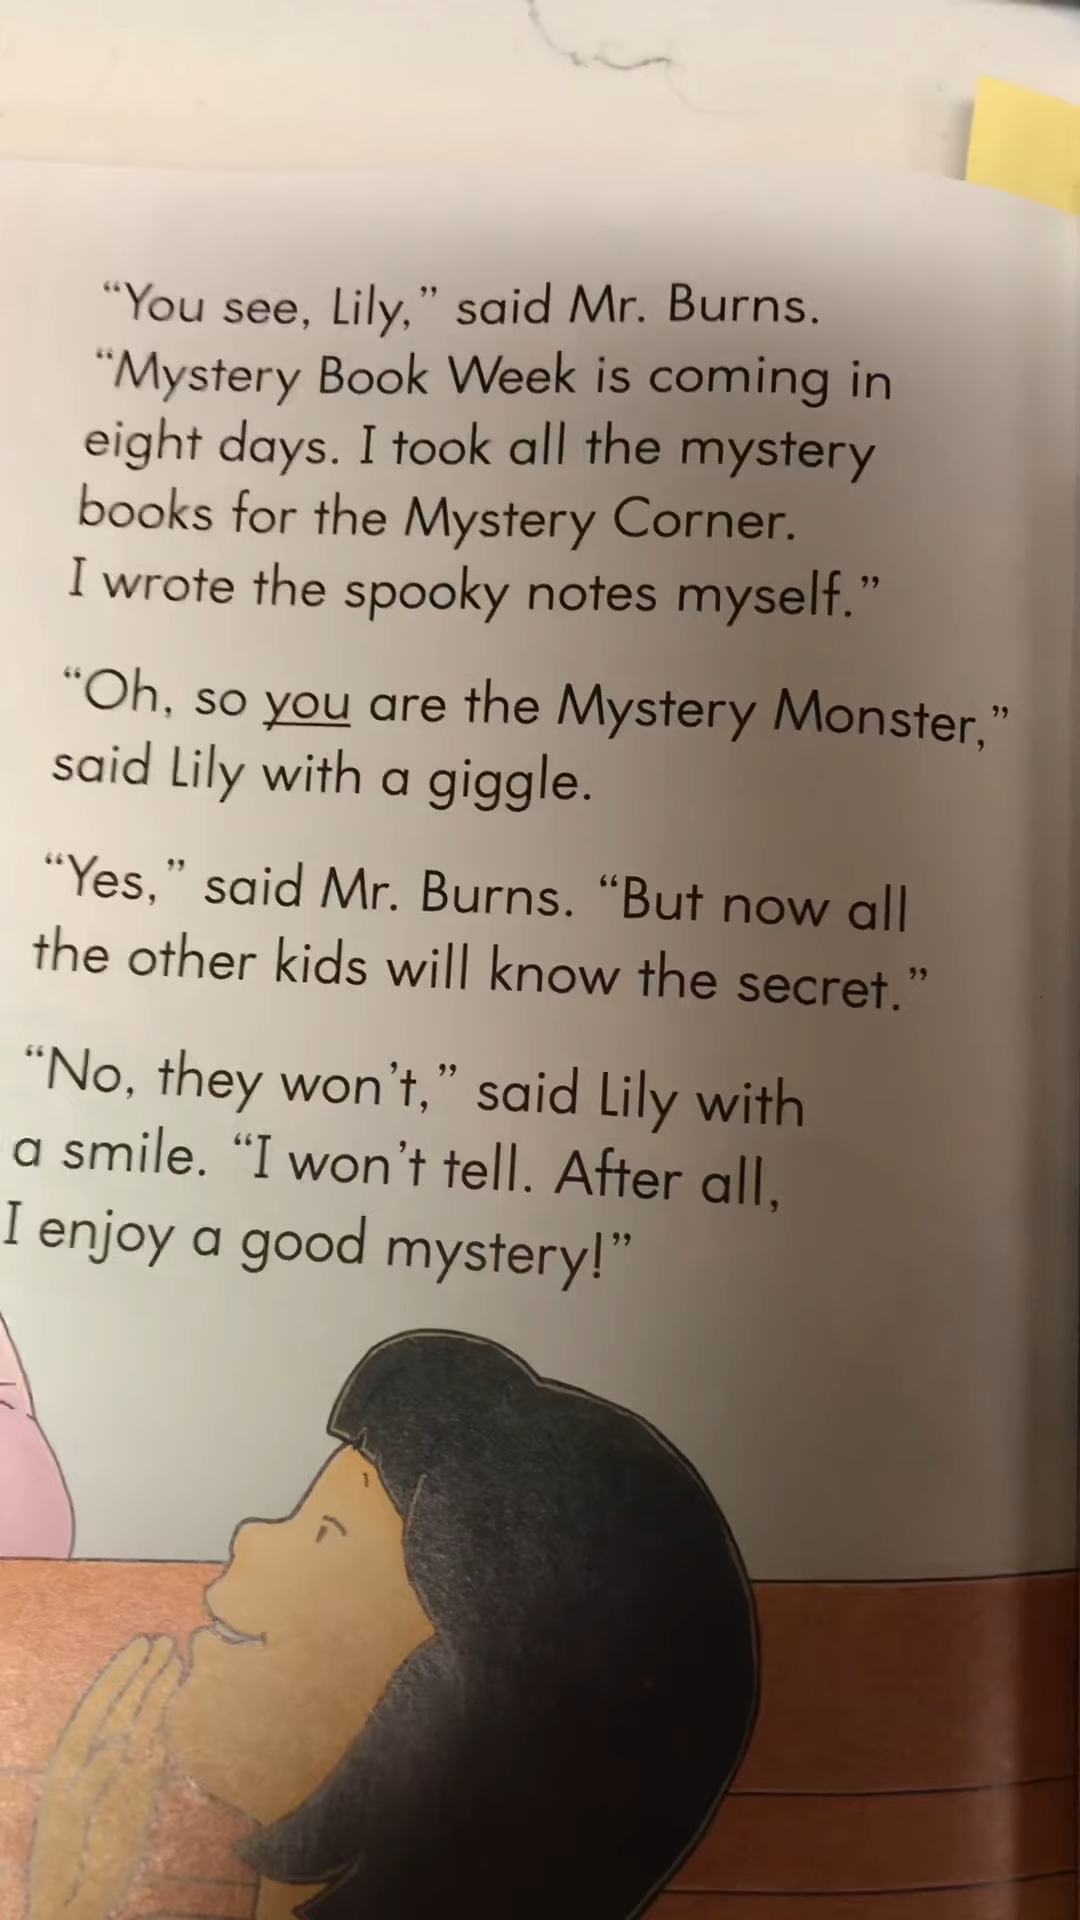 “You see, Lily,” said Mr. Burns.
“Mystery Book Week is coming in
eight days. I took all the mystery
books for the Mystery Corner.
I wrote the spooky notes myself.”
“Oh, so you are the Mystery Monster,”
said Lily with a giggle.
“Yes,” said Mr. Burns. “But now all
the other kids will know the secret.”
“No, they won’t,” said Lily with
a smile. “I won’t tell. After all,
I enjoy a good mystery!”